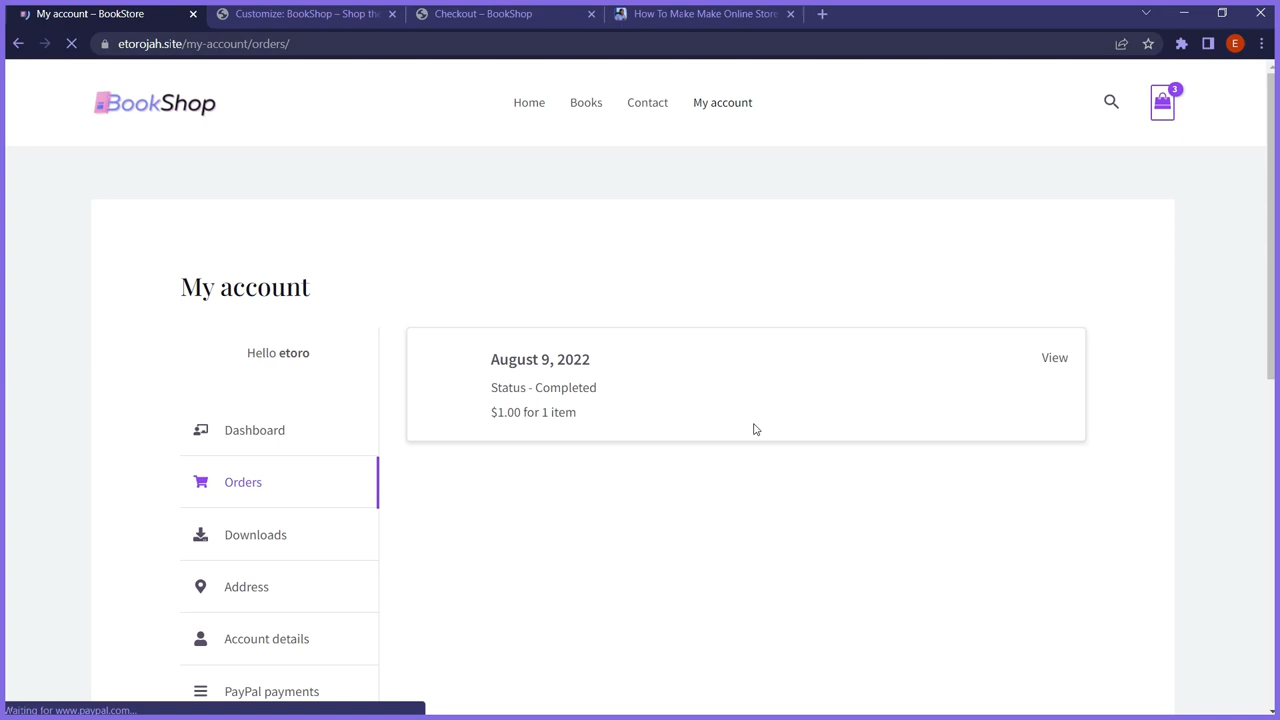 My account – BookStore
Customize: BookShop – Shop the
Checkout – BookShop
How To Make Make Online Store
etorojah.site/my-account/orders/
E
BookShop
Home
Books
Contact
My account
3
My account
Hello etoro
August 9, 2022
View
Status - Completed
$1.00 for 1 item
Dashboard
Orders
Downloads
Address
Account details
PayPal payments
Waiting for www.paypal.com...